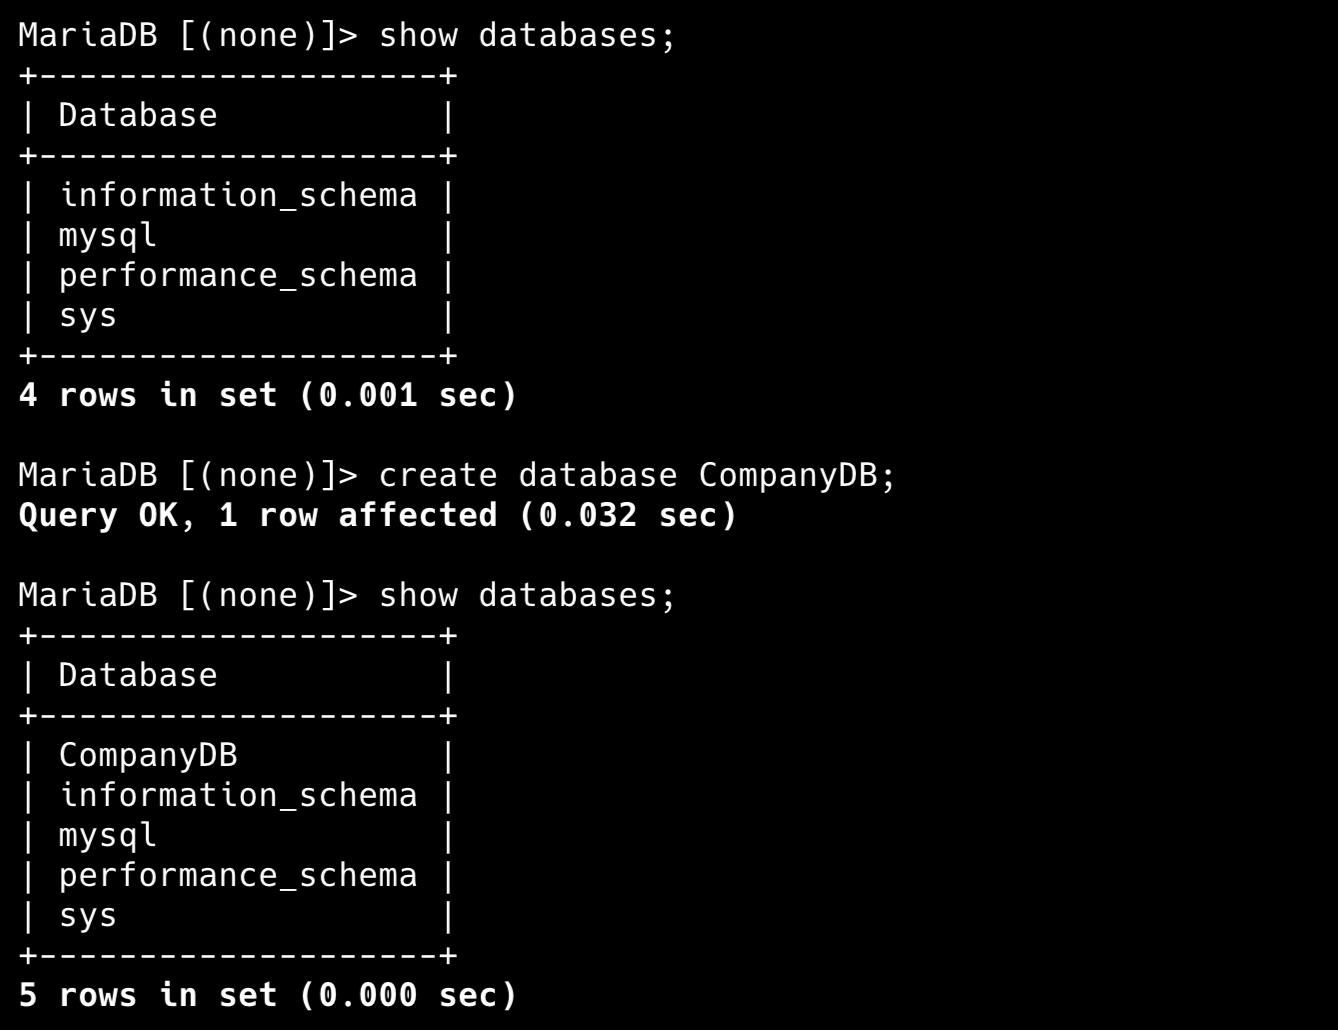 MariaDB [(none)]> show databases;
+--------------------+
| Database           |
+--------------------+
| information_schema |
| mysql              |
| performance_schema |
| sys                |
+--------------------+
4 rows in set (0.001 sec)

MariaDB [(none)]> create database CompanyDB;
Query OK, 1 row affected (0.032 sec)

MariaDB [(none)]> show databases;
+--------------------+
| Database           |
+--------------------+
| CompanyDB          |
| information_schema |
| mysql              |
| performance_schema |
| sys                |
+--------------------+
5 rows in set (0.000 sec)